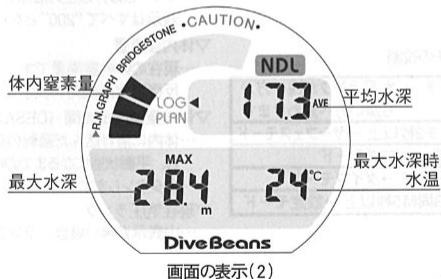 ·CAUTION·
▶R.N.GRAPH BRIDGESTONE
NDL
体内窒素量
LOG ◀
PLAN
17.3 AVE
平均水深
MAX
最大水深
28.4 m
24℃
最大水深時
水温
DiveBeans
画面の表示(2)